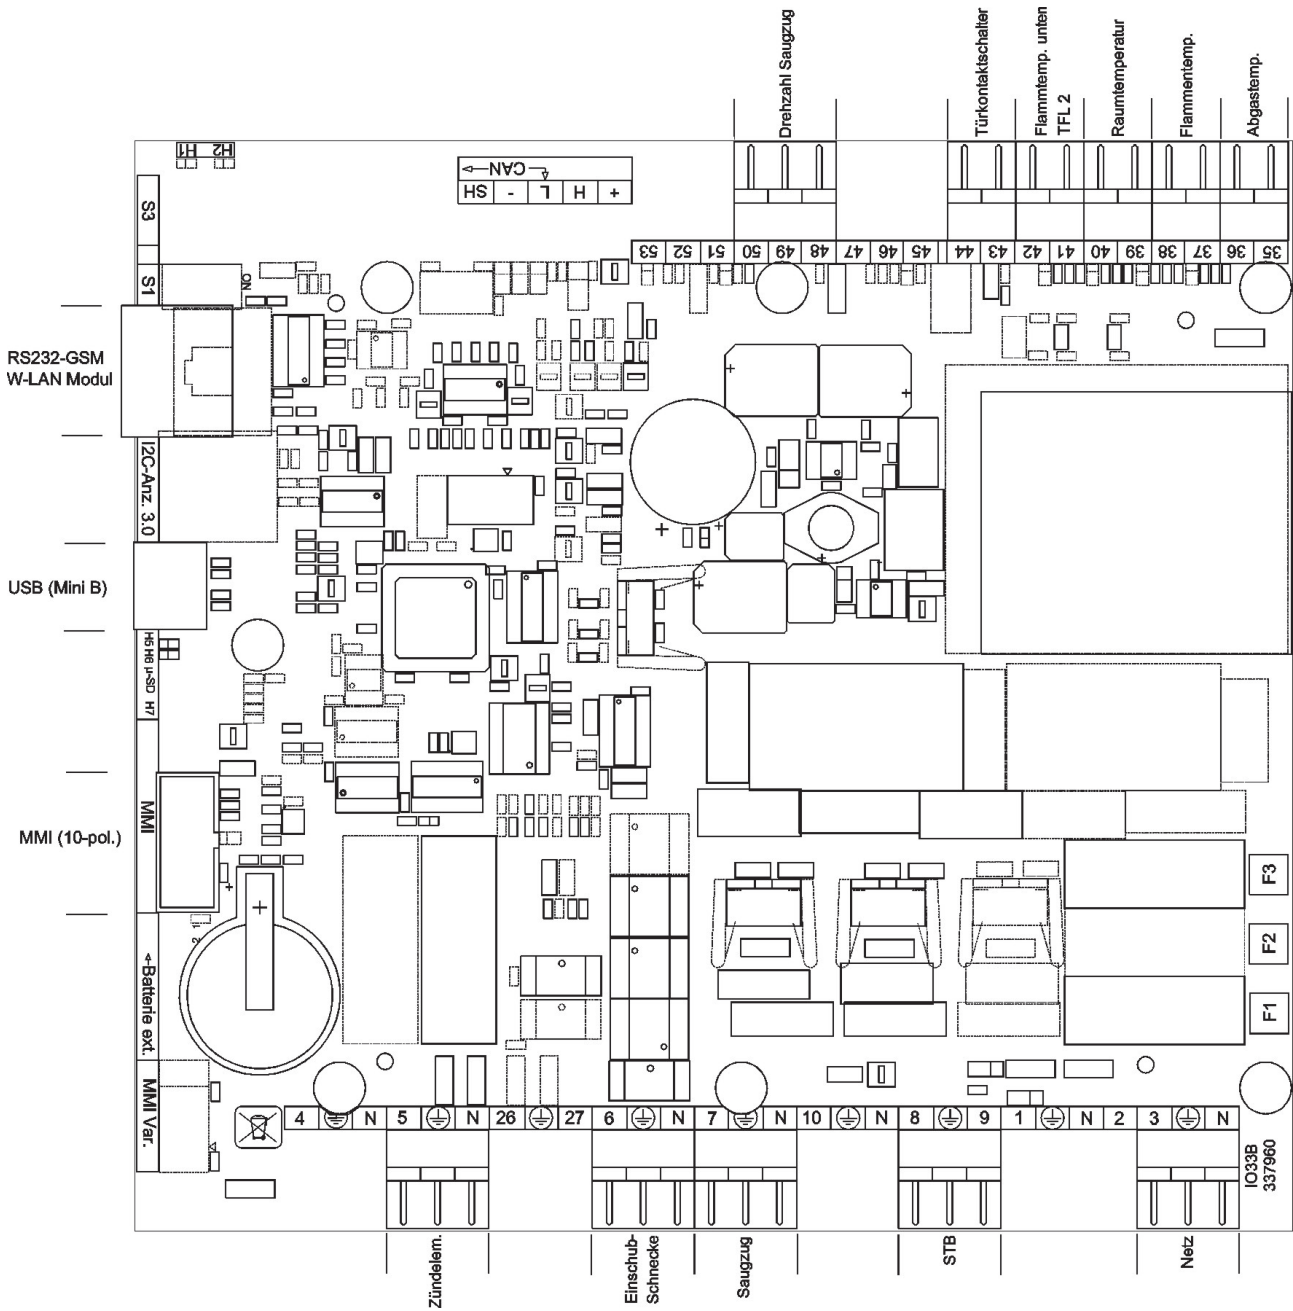 Drehzahl Saugzug
Türkontaktschalter
Flammtemp. unten
TFL 2
Raumtemperatur
Flammentemp.
Abgastemp.
H1
H2
CAN
SH - L H +
53 52 51 50 49 48 47 46 45 44 43 42 41 40 39 38 37 36 35
S3
S1
ON
RS232-GSM
W-LAN Modul
I2C-Anz. 3.0
USB (Mini B)
H5 H6 µ-SD H7
MMI
MMI (10-pol.)
1
2
<-Batterie ext.
MMI Var.
F3
F2
F1
4 N 5 N 26 27 6 N 7 N 10 N 8 9 1 N 2 3 N
IO33B
337960
Zündelem.
Einschub-
Schnecke
Saugzug
STB
Netz